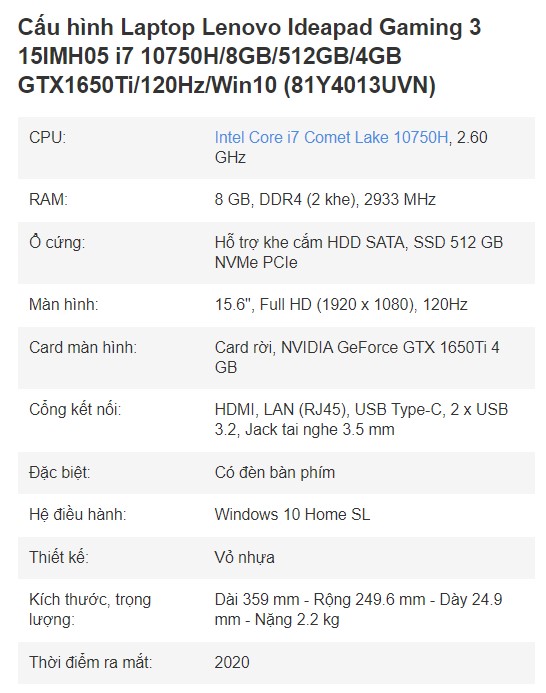 Cấu hình Laptop Lenovo Ideapad Gaming 3
15IMH05 i7 10750H/8GB/512GB/4GB
GTX1650Ti/120Hz/Win10 (81Y4013UVN)
CPU: Intel Core i7 Comet Lake 10750H, 2.60
GHz
RAM: 8 GB, DDR4 (2 khe), 2933 MHz
Ổ cứng: Hỗ trợ khe cắm HDD SATA, SSD 512 GB
NVMe PCIe
Màn hình: 15.6", Full HD (1920 x 1080), 120Hz
Card màn hình: Card rời, NVIDIA GeForce GTX 1650Ti 4
GB
Cổng kết nối: HDMI, LAN (RJ45), USB Type-C, 2 x USB
3.2, Jack tai nghe 3.5 mm
Đặc biệt: Có đèn bàn phím
Hệ điều hành: Windows 10 Home SL
Thiết kế: Vỏ nhựa
Kích thước, trọng
lượng: Dài 359 mm - Rộng 249.6 mm - Dày 24.9
mm - Nặng 2.2 kg
Thời điểm ra mắt: 2020